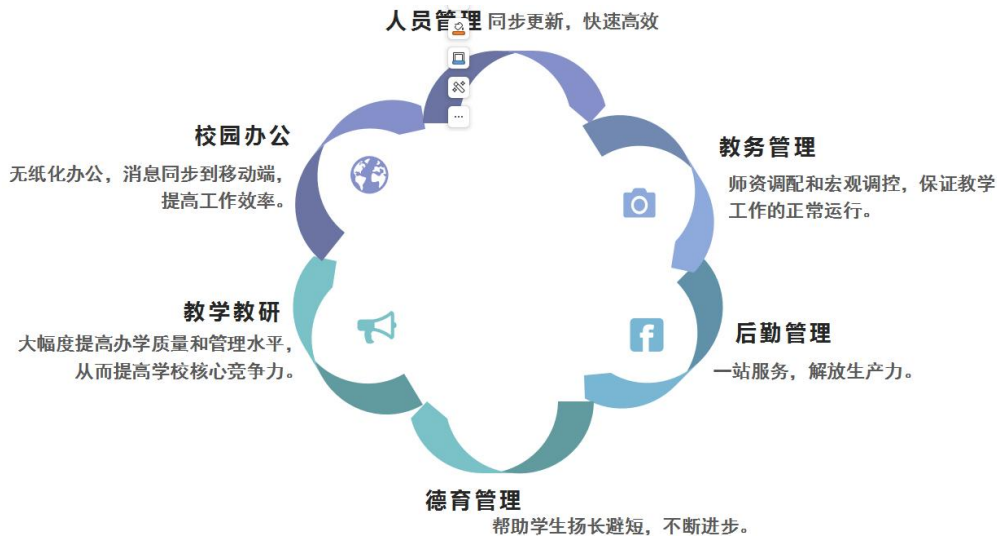 人员管理 同步更新，快速高效
校园办公
无纸化办公，消息同步到移动端，
提高工作效率。
教务管理
师资调配和宏观调控，保证教学
工作的正常运行。
教学教研
大幅度提高办学质量和管理水平，
从而提高学校核心竞争力。
后勤管理
一站服务，解放生产力。
德育管理
帮助学生扬长避短，不断进步。